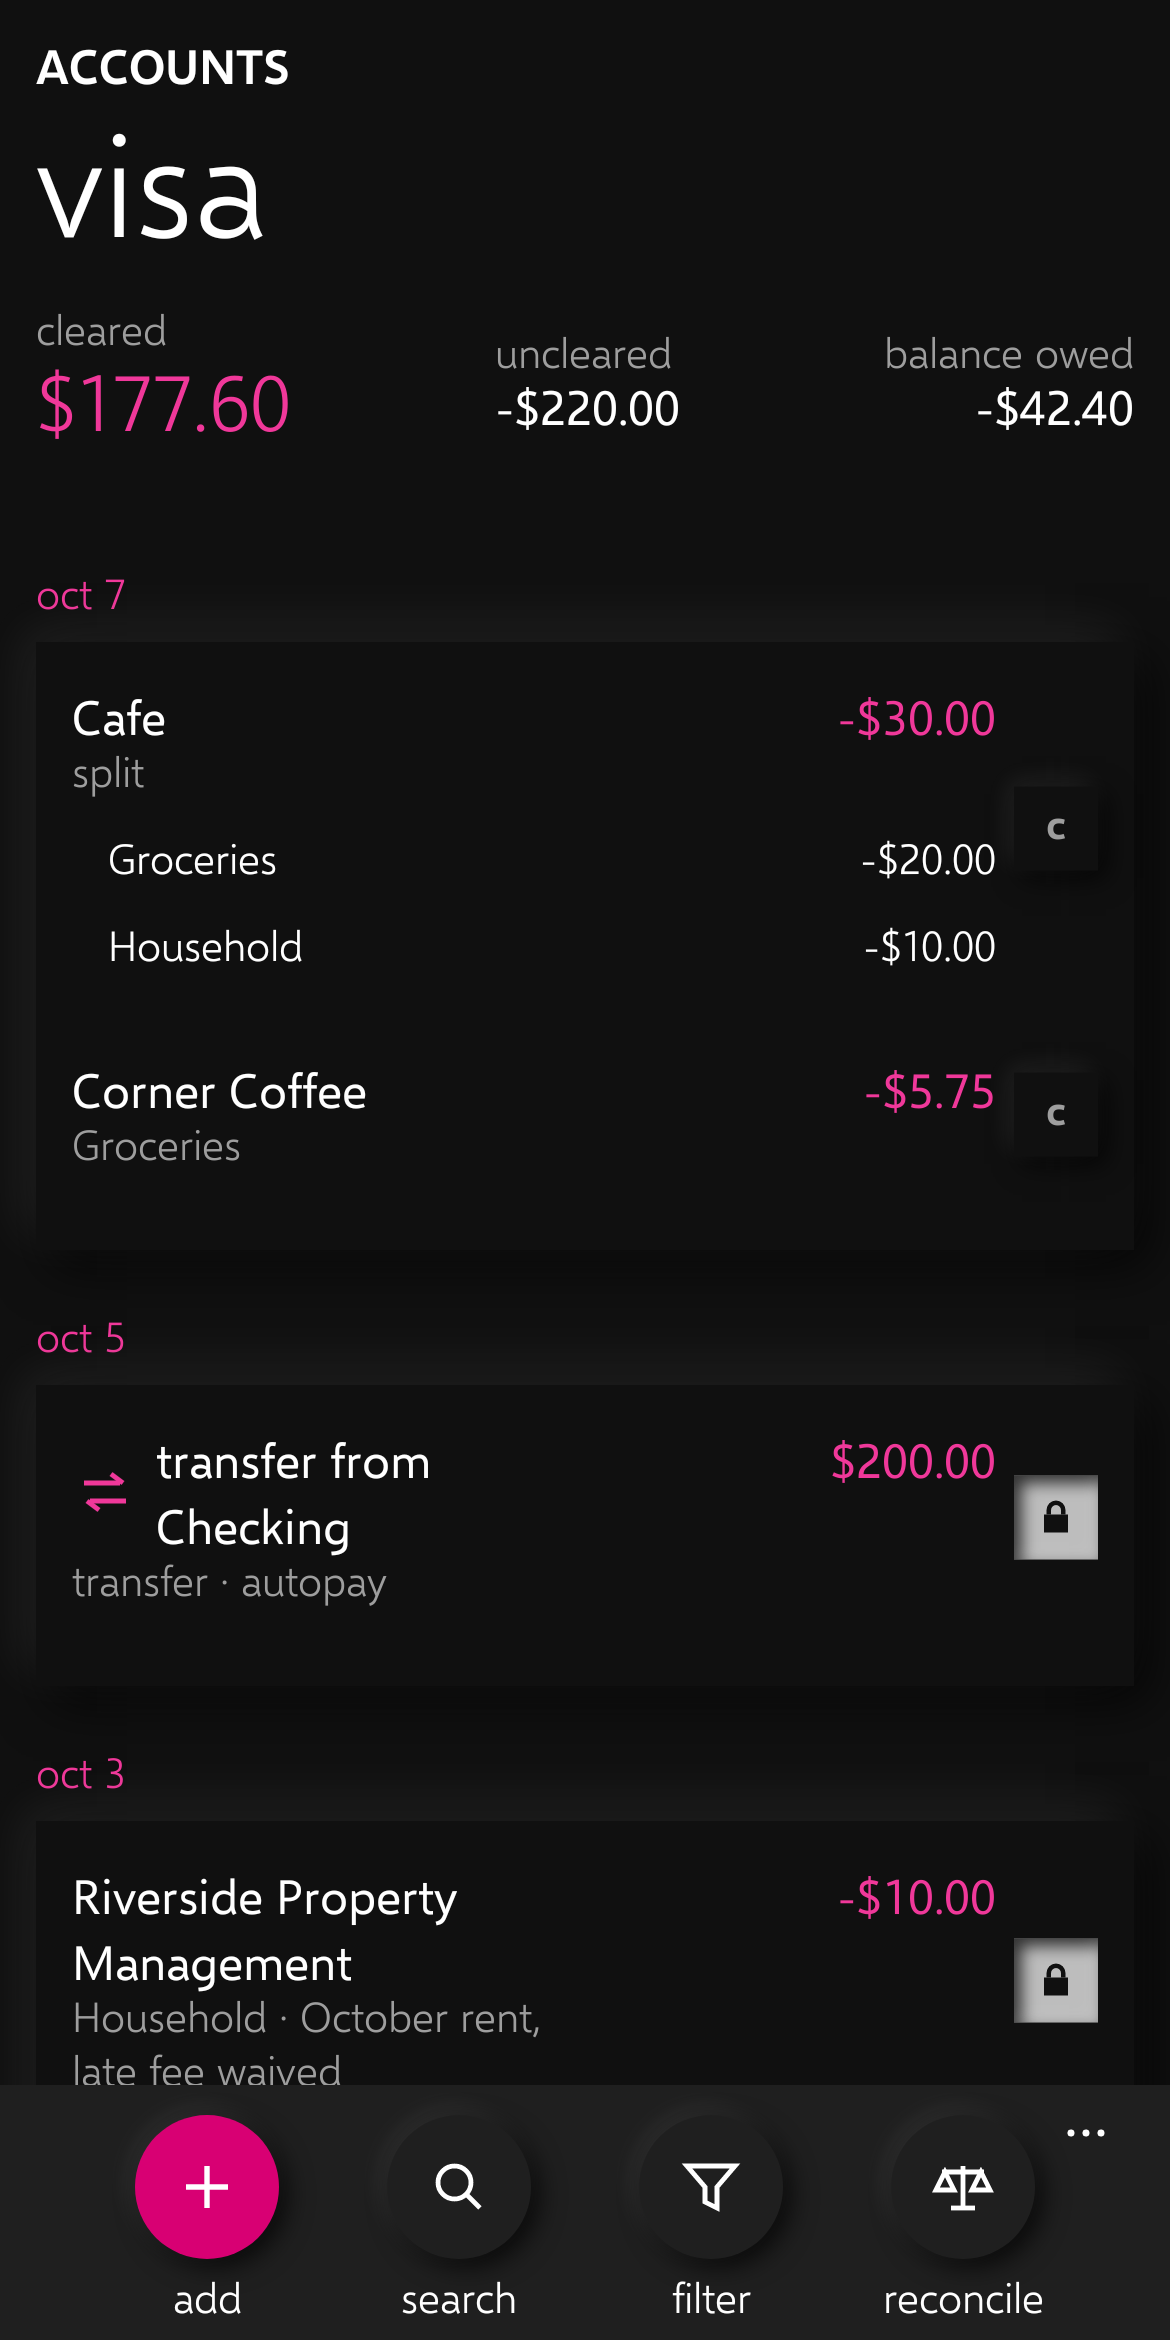 ACCOUNTS
visa
cleared
$177.60
uncleared
-$220.00
balance owed
-$42.40
oct 7
Cafe
-$30.00
split
Groceries
-$20.00
c
Household
-$10.00
Corner Coffee
-$5.75
c
Groceries
oct 5
transfer from
$200.00
Checking
transfer · autopay
oct 3
Riverside Property
-$10.00
Management
Household · October rent,
late fee waived
add
search
filter
reconcile